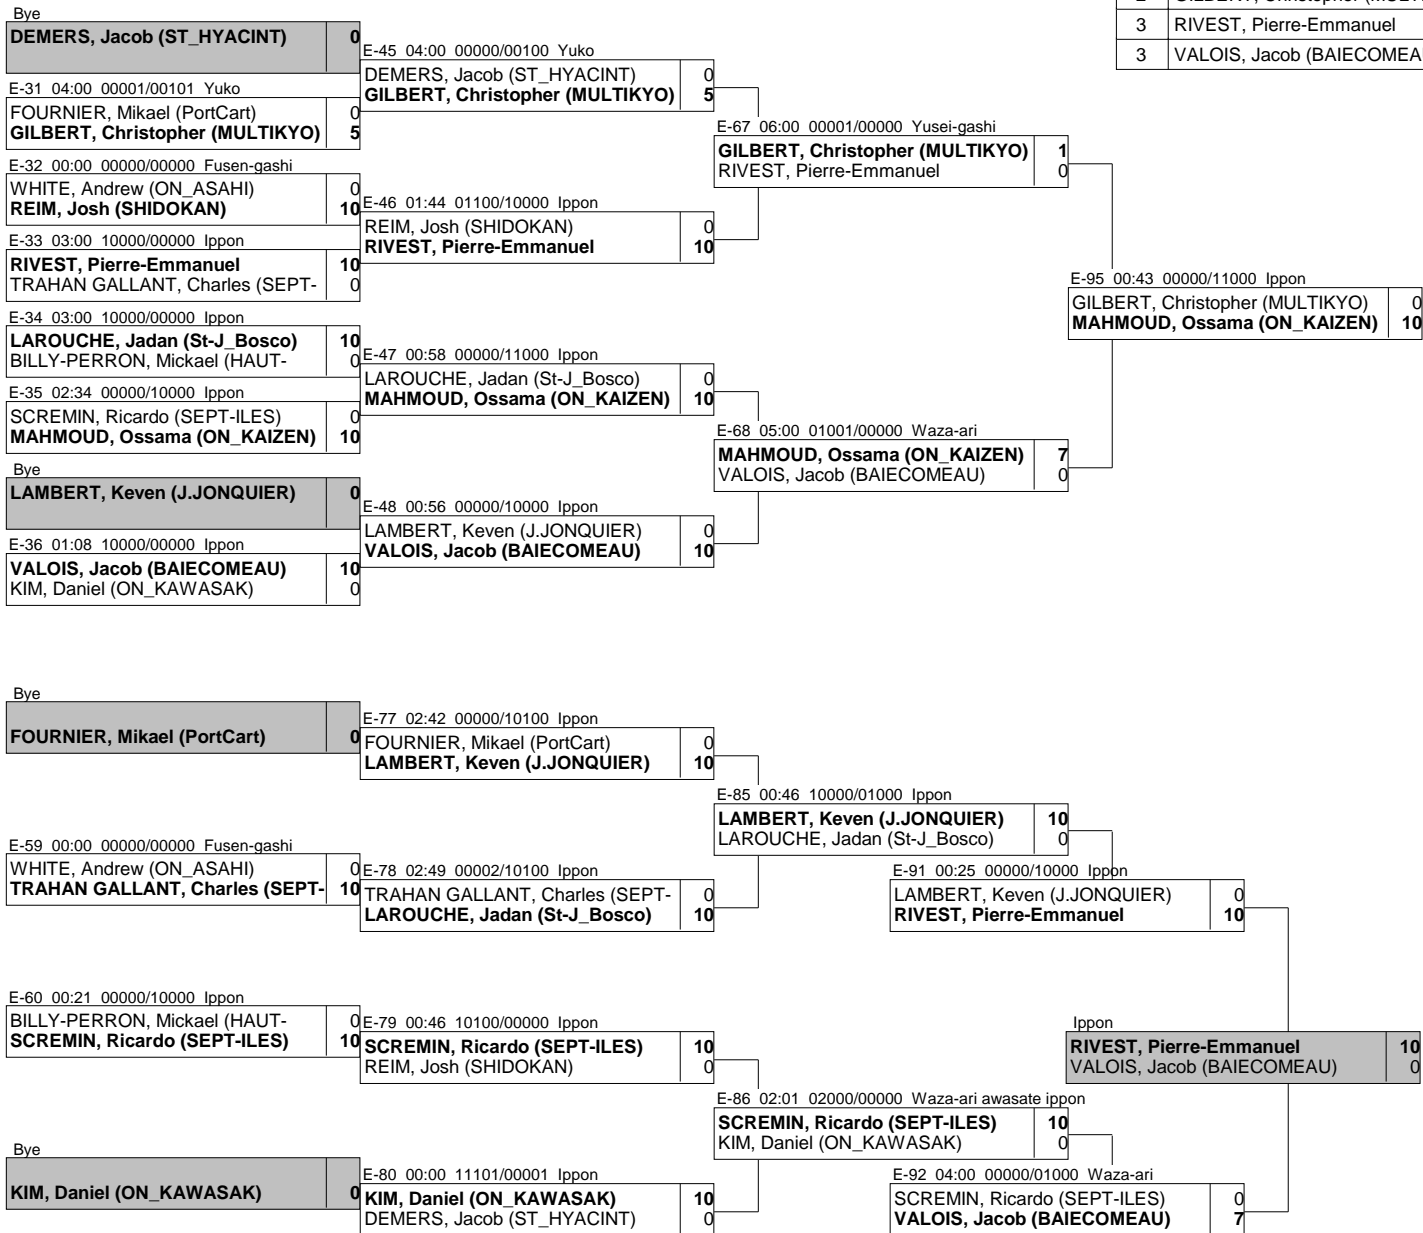 2 GILBERT, Christopher (MULTI
3 RIVEST, Pierre-Emmanuel
3 VALOIS, Jacob (BAIECOMEA
Bye
DEMERS, Jacob (ST_HYACINT) 0
E-31 04:00 00001/00101 Yuko
FOURNIER, Mikael (PortCart) 0
GILBERT, Christopher (MULTIKYO) 5
E-32 00:00 00000/00000 Fusen-gashi
WHITE, Andrew (ON_ASAHI) 0
REIM, Josh (SHIDOKAN) 10
E-33 03:00 10000/00000 Ippon
RIVEST, Pierre-Emmanuel 10
TRAHAN GALLANT, Charles (SEPT- 0
E-34 03:00 10000/00000 Ippon
LAROUCHE, Jadan (St-J_Bosco) 10
BILLY-PERRON, Mickael (HAUT- 0
E-35 02:34 00000/10000 Ippon
SCREMIN, Ricardo (SEPT-ILES) 0
MAHMOUD, Ossama (ON_KAIZEN) 10
Bye
LAMBERT, Keven (J.JONQUIER) 0
E-36 01:08 10000/00000 Ippon
VALOIS, Jacob (BAIECOMEAU) 10
KIM, Daniel (ON_KAWASAK) 0
E-45 04:00 00000/00100 Yuko
DEMERS, Jacob (ST_HYACINT) 0
GILBERT, Christopher (MULTIKYO) 5
E-46 01:44 01100/10000 Ippon
REIM, Josh (SHIDOKAN) 0
RIVEST, Pierre-Emmanuel 10
E-47 00:58 00000/11000 Ippon
LAROUCHE, Jadan (St-J_Bosco) 0
MAHMOUD, Ossama (ON_KAIZEN) 10
E-48 00:56 00000/10000 Ippon
LAMBERT, Keven (J.JONQUIER) 0
VALOIS, Jacob (BAIECOMEAU) 10
E-67 06:00 00001/00000 Yusei-gashi
GILBERT, Christopher (MULTIKYO) 1
RIVEST, Pierre-Emmanuel 0
E-68 05:00 01001/00000 Waza-ari
MAHMOUD, Ossama (ON_KAIZEN) 7
VALOIS, Jacob (BAIECOMEAU) 0
E-95 00:43 00000/11000 Ippon
GILBERT, Christopher (MULTIKYO) 0
MAHMOUD, Ossama (ON_KAIZEN) 10
Bye
FOURNIER, Mikael (PortCart) 0
E-59 00:00 00000/00000 Fusen-gashi
WHITE, Andrew (ON_ASAHI) 0
TRAHAN GALLANT, Charles (SEPT- 10
E-60 00:21 00000/10000 Ippon
BILLY-PERRON, Mickael (HAUT- 0
SCREMIN, Ricardo (SEPT-ILES) 10
Bye
KIM, Daniel (ON_KAWASAK) 0
E-77 02:42 00000/10100 Ippon
FOURNIER, Mikael (PortCart) 0
LAMBERT, Keven (J.JONQUIER) 10
E-78 02:49 00002/10100 Ippon
TRAHAN GALLANT, Charles (SEPT- 0
LAROUCHE, Jadan (St-J_Bosco) 10
E-79 00:46 10100/00000 Ippon
SCREMIN, Ricardo (SEPT-ILES) 10
REIM, Josh (SHIDOKAN) 0
E-80 00:00 11101/00001 Ippon
KIM, Daniel (ON_KAWASAK) 10
DEMERS, Jacob (ST_HYACINT) 0
E-85 00:46 10000/01000 Ippon
LAMBERT, Keven (J.JONQUIER) 10
LAROUCHE, Jadan (St-J_Bosco) 0
E-86 02:01 02000/00000 Waza-ari awasate ippon
SCREMIN, Ricardo (SEPT-ILES) 10
KIM, Daniel (ON_KAWASAK) 0
E-91 00:25 00000/10000 Ippon
LAMBERT, Keven (J.JONQUIER) 0
RIVEST, Pierre-Emmanuel 10
E-92 04:00 00000/01000 Waza-ari
SCREMIN, Ricardo (SEPT-ILES) 0
VALOIS, Jacob (BAIECOMEAU) 7
Ippon
RIVEST, Pierre-Emmanuel 10
VALOIS, Jacob (BAIECOMEAU) 0